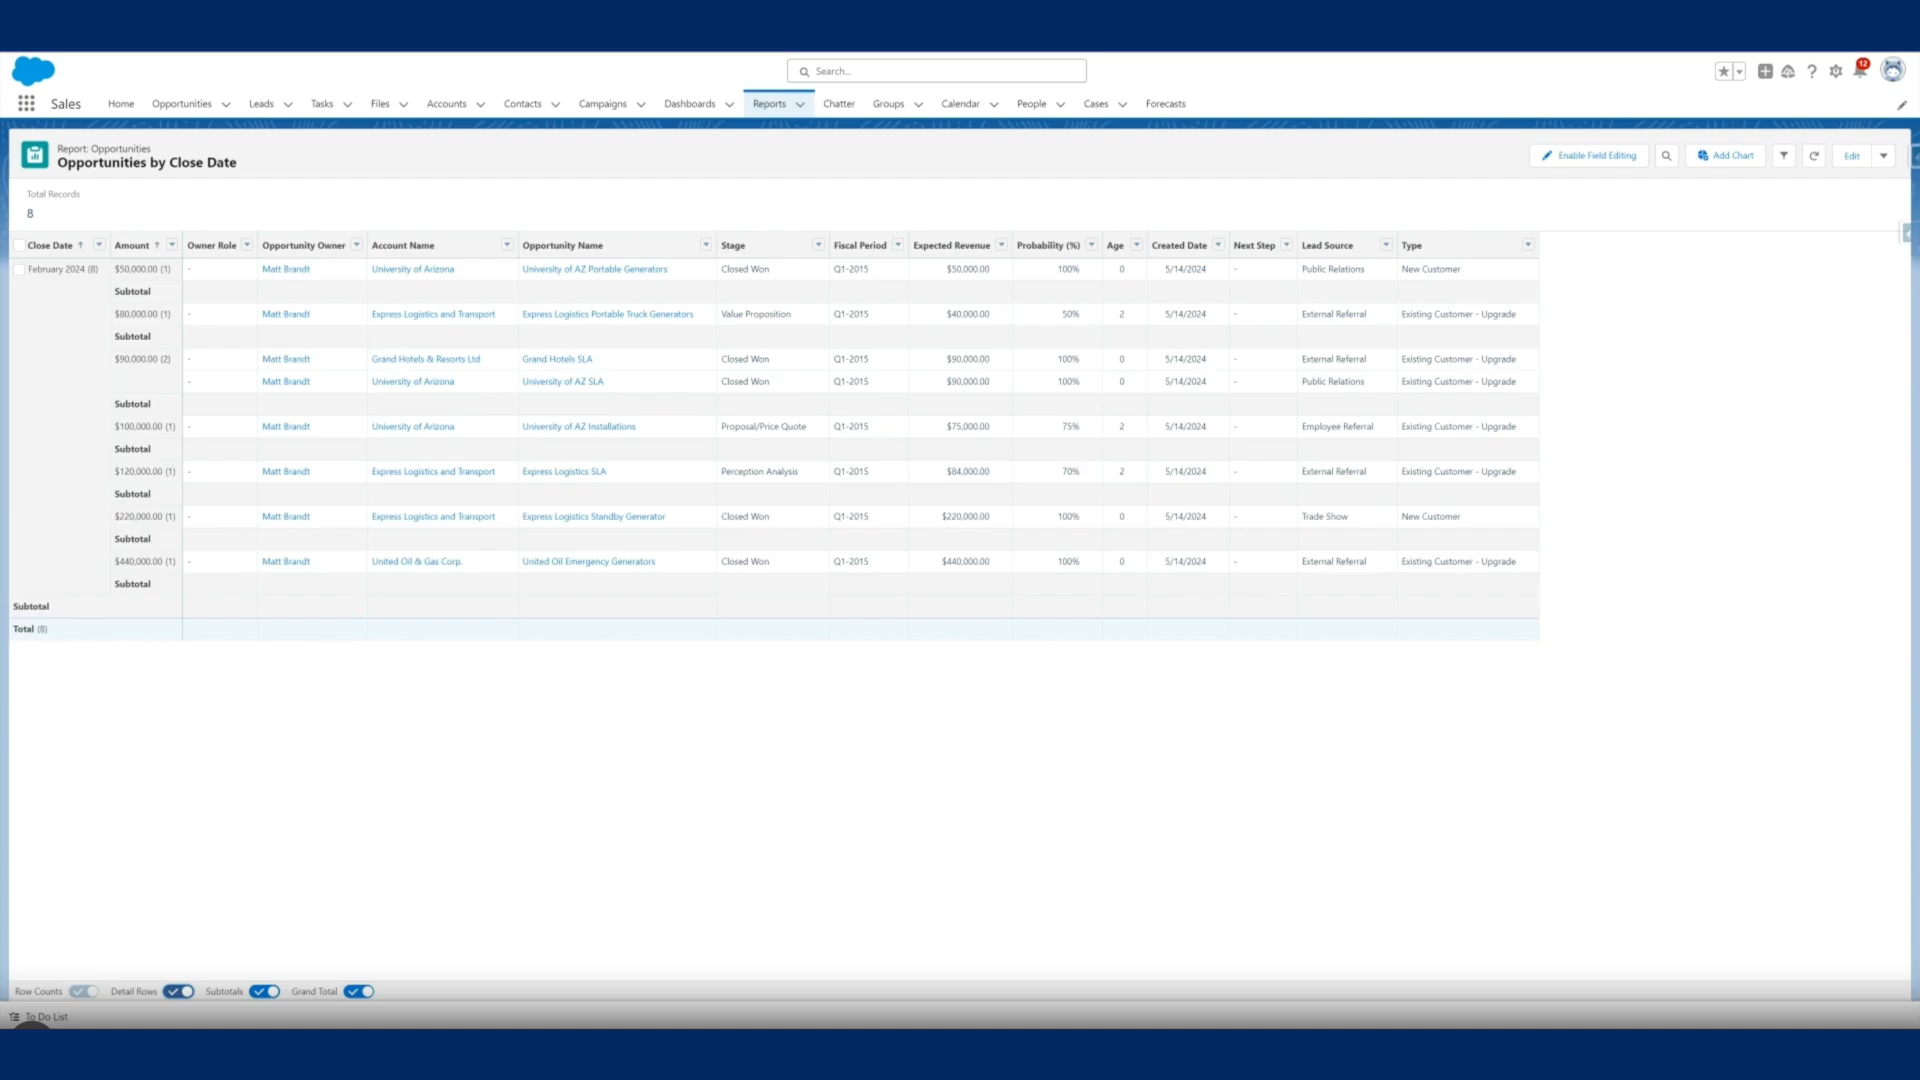 Search...
12
Sales Home Opportunities Leads Tasks Files Accounts Contacts Campaigns Dashboards Reports Chatter Groups Calendar People Cases Forecasts
Report: Opportunities
Opportunities by Close Date
Enable Field Editing Add Chart Edit
Total Records
8
Close Date ↑ Amount ↑ Owner Role Opportunity Owner Account Name Opportunity Name Stage Fiscal Period Expected Revenue Probability (%) Age Created Date Next Step Lead Source Type
February 2024 (8) $50,000.00 (1) - Matt Brandt University of Arizona University of AZ Portable Generators Closed Won Q1-2015 $50,000.00 100% 0 5/14/2024 - Public Relations New Customer
Subtotal
$80,000.00 (1) - Matt Brandt Express Logistics and Transport Express Logistics Portable Truck Generators Value Proposition Q1-2015 $40,000.00 50% 2 5/14/2024 - External Referral Existing Customer - Upgrade
Subtotal
$90,000.00 (2) - Matt Brandt Grand Hotels & Resorts Ltd Grand Hotels SLA Closed Won Q1-2015 $90,000.00 100% 0 5/14/2024 - External Referral Existing Customer - Upgrade
- Matt Brandt University of Arizona University of AZ SLA Closed Won Q1-2015 $90,000.00 100% 0 5/14/2024 - Public Relations Existing Customer - Upgrade
Subtotal
$100,000.00 (1) - Matt Brandt University of Arizona University of AZ Installations Proposal/Price Quote Q1-2015 $75,000.00 75% 2 5/14/2024 - Employee Referral Existing Customer - Upgrade
Subtotal
$120,000.00 (1) - Matt Brandt Express Logistics and Transport Express Logistics SLA Perception Analysis Q1-2015 $84,000.00 70% 2 5/14/2024 - External Referral Existing Customer - Upgrade
Subtotal
$220,000.00 (1) - Matt Brandt Express Logistics and Transport Express Logistics Standby Generator Closed Won Q1-2015 $220,000.00 100% 0 5/14/2024 - Trade Show New Customer
Subtotal
$440,000.00 (1) - Matt Brandt United Oil & Gas Corp. United Oil Emergency Generators Closed Won Q1-2015 $440,000.00 100% 0 5/14/2024 - External Referral Existing Customer - Upgrade
Subtotal
Subtotal
Total (8)
Row Counts Detail Rows Subtotals Grand Total
To Do List